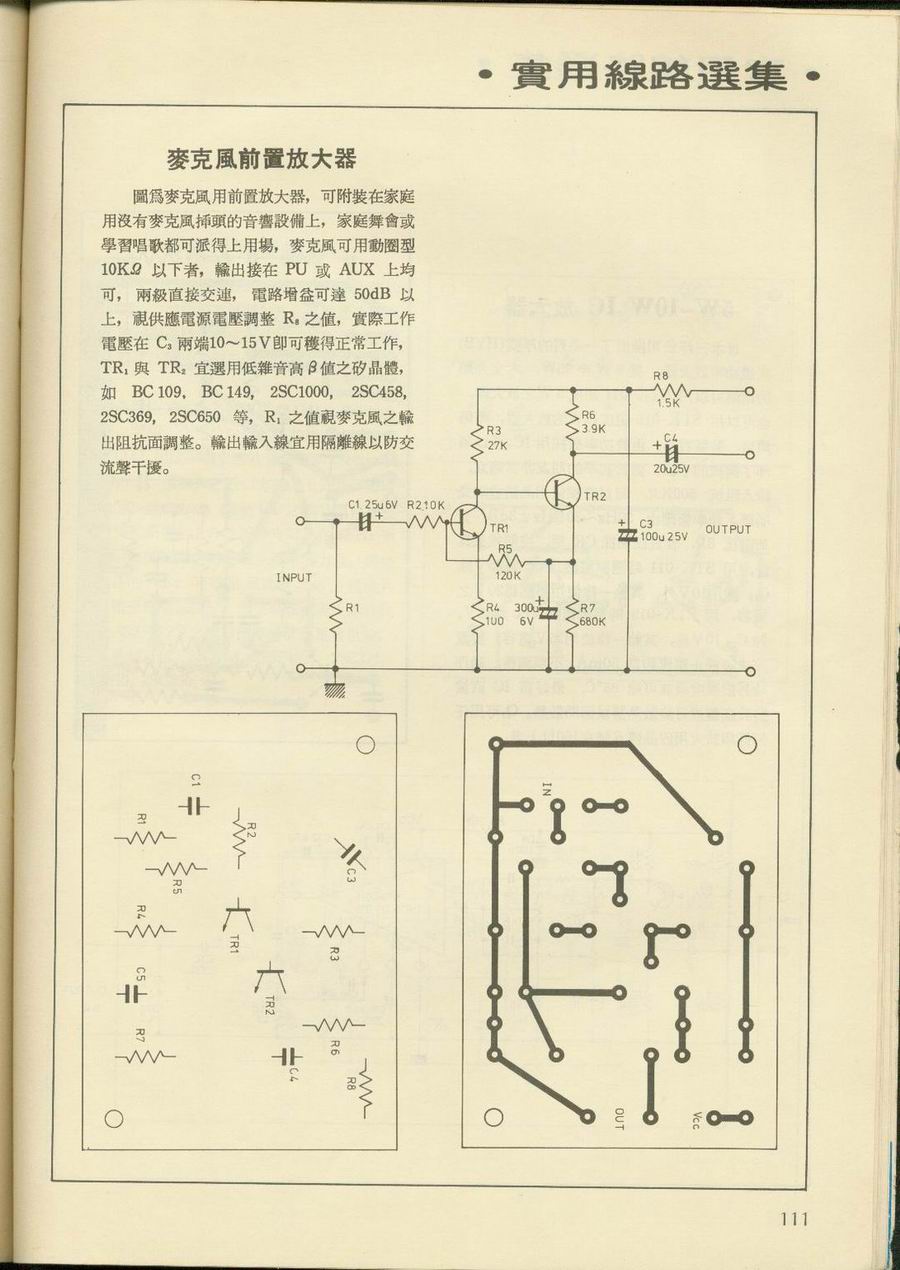 • 實用線路選集 •
麥克風前置放大器
圖爲麥克風用前置放大器，可附裝在家庭
用沒有麥克風揷頭的音響設備上，家庭舞會或
學習唱歌都可派得上用場，麥克風可用動圈型
10KΩ 以下者，輸出接在 PU 或 AUX 上均
可，兩級直接交連，電路增益可達 50dB 以
上，視供應電源電壓調整 R₈ 之值，實際工作
電壓在 C₃ 兩端10～15V卽可穫得正常工作，
TR₁ 與 TR₂ 宜選用低雜音高β值之矽晶體，
如 BC 109, BC 149, 2SC1000, 2SC458,
2SC369, 2SC650 等，R₁ 之值視麥克風之輸
出阻抗而調整。輸出輸入線宜用隔離線以防交
流聲干擾。
R8
1.5K
R6
3.9K
R3
27K
C4
+
20u25V
TR2
C1 25u6V
+
R2 10K
TR1
+
C3
100u 25V
OUTPUT
R5
120K
INPUT
R1
R4
100
300u
+
6V
R7
680K
C1
R1
R2
R5
C3
R4
TR1
R3
C5
TR2
R7
R6
C4
R8
IN
OUT
Vcc
111